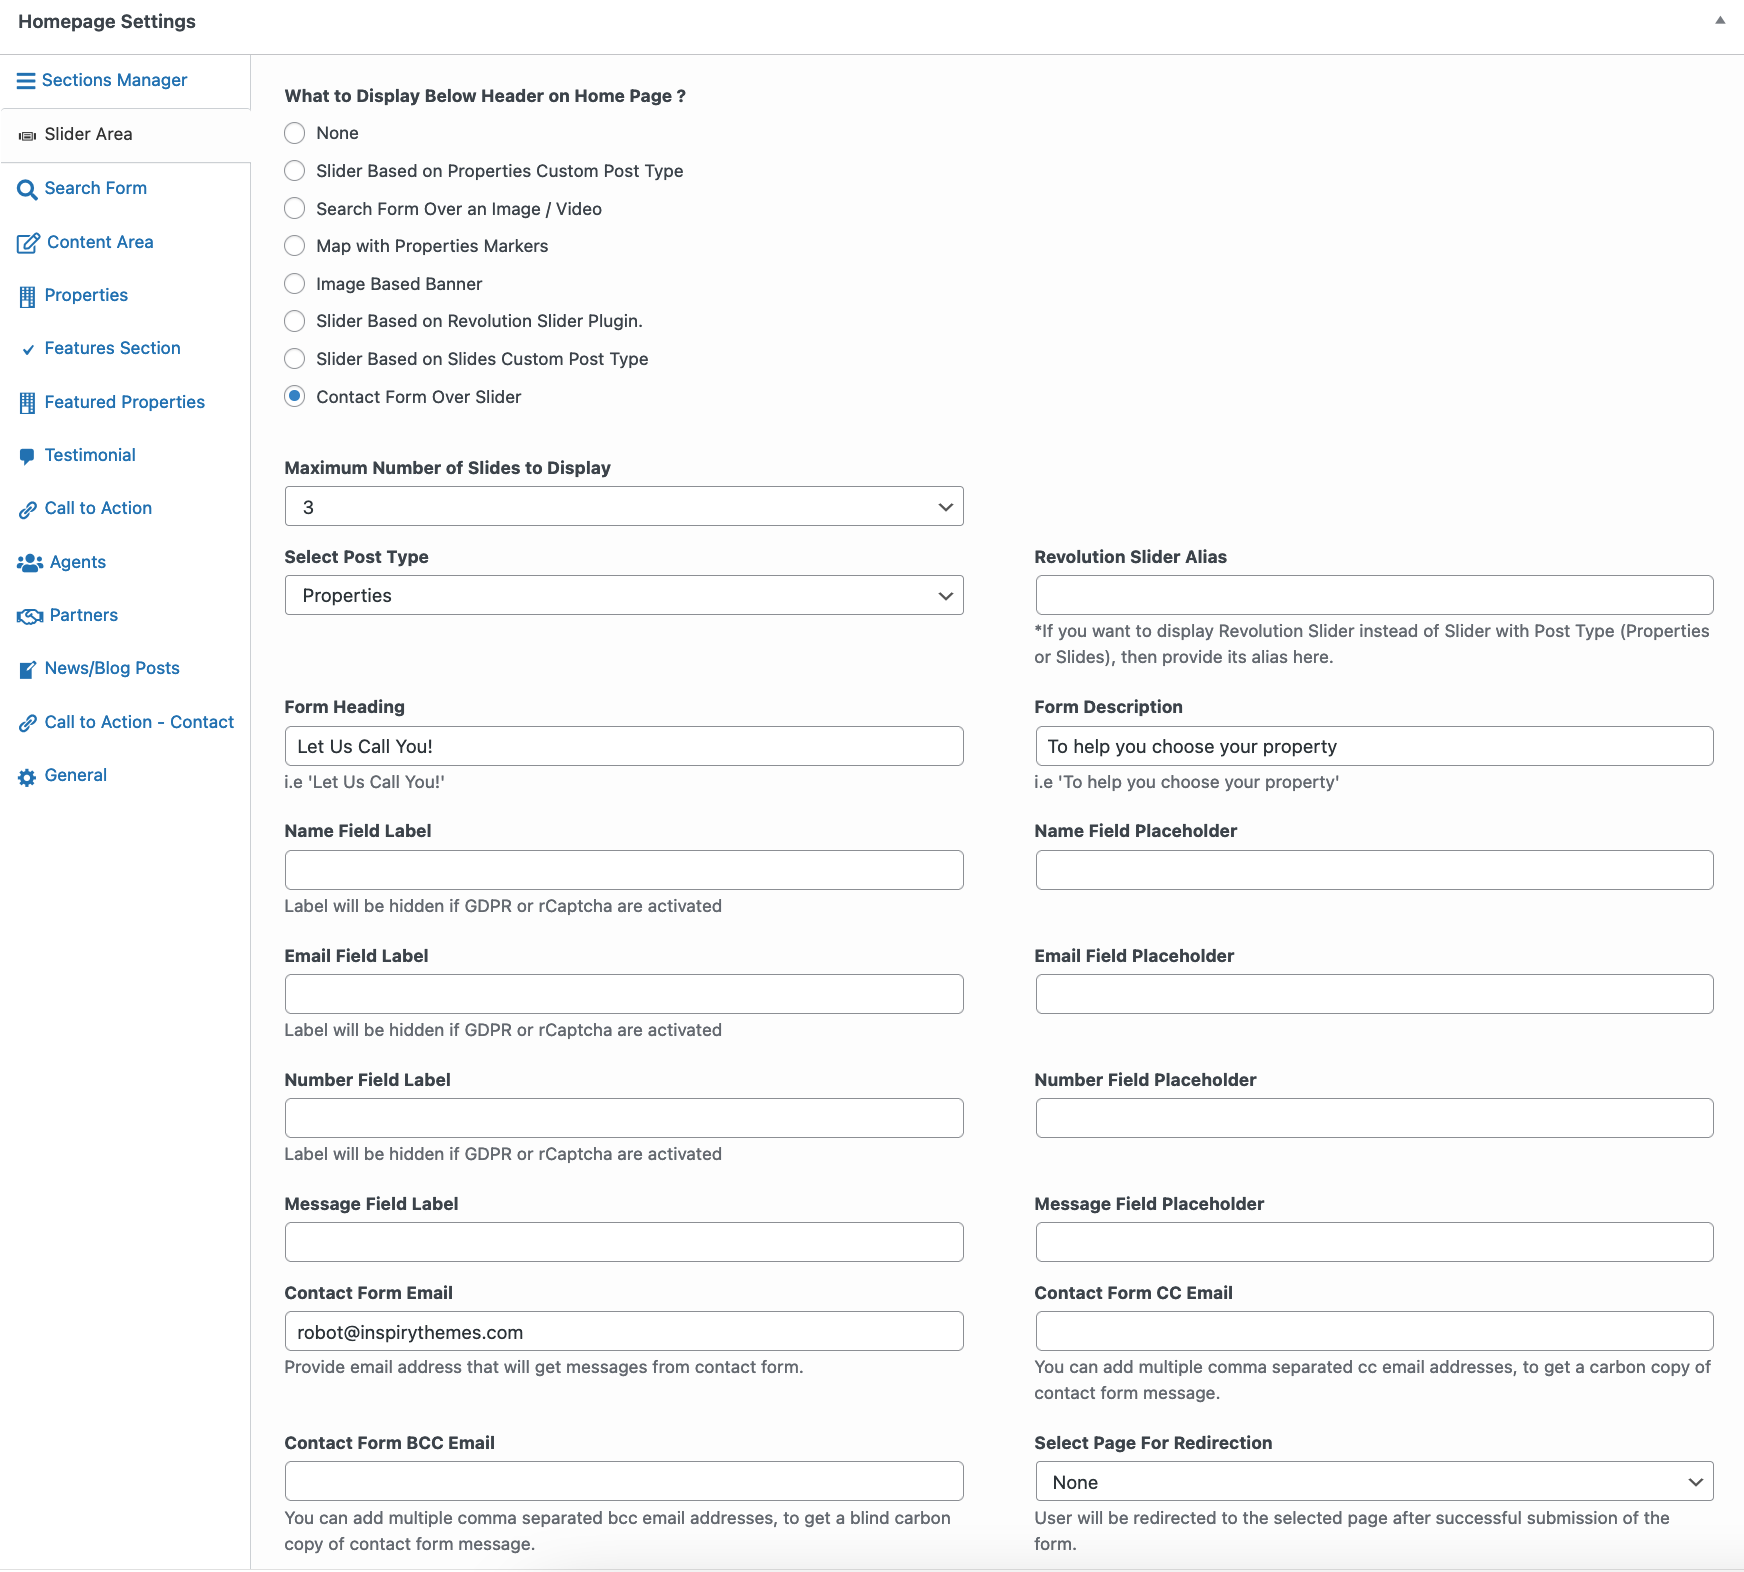 Homepage Settings
Sections Manager
Slider Area
Search Form
Content Area
Properties
Features Section
Featured Properties
Testimonial
Call to Action
Agents
Partners
News/Blog Posts
Call to Action - Contact
General
What to Display Below Header on Home Page ?
None
Slider Based on Properties Custom Post Type
Search Form Over an Image / Video
Map with Properties Markers
Image Based Banner
Slider Based on Revolution Slider Plugin.
Slider Based on Slides Custom Post Type
Contact Form Over Slider
Maximum Number of Slides to Display
3
Select Post Type
Properties
Revolution Slider Alias
*If you want to display Revolution Slider instead of Slider with Post Type (Properties
or Slides), then provide its alias here.
Form Heading
Let Us Call You!
i.e 'Let Us Call You!'
Form Description
To help you choose your property
i.e 'To help you choose your property'
Name Field Label
Label will be hidden if GDPR or rCaptcha are activated
Name Field Placeholder
Email Field Label
Label will be hidden if GDPR or rCaptcha are activated
Email Field Placeholder
Number Field Label
Label will be hidden if GDPR or rCaptcha are activated
Number Field Placeholder
Message Field Label
Message Field Placeholder
Contact Form Email
robot@inspirythemes.com
Provide email address that will get messages from contact form.
Contact Form CC Email
You can add multiple comma separated cc email addresses, to get a carbon copy of
contact form message.
Contact Form BCC Email
You can add multiple comma separated bcc email addresses, to get a blind carbon
copy of contact form message.
Select Page For Redirection
None
User will be redirected to the selected page after successful submission of the
form.